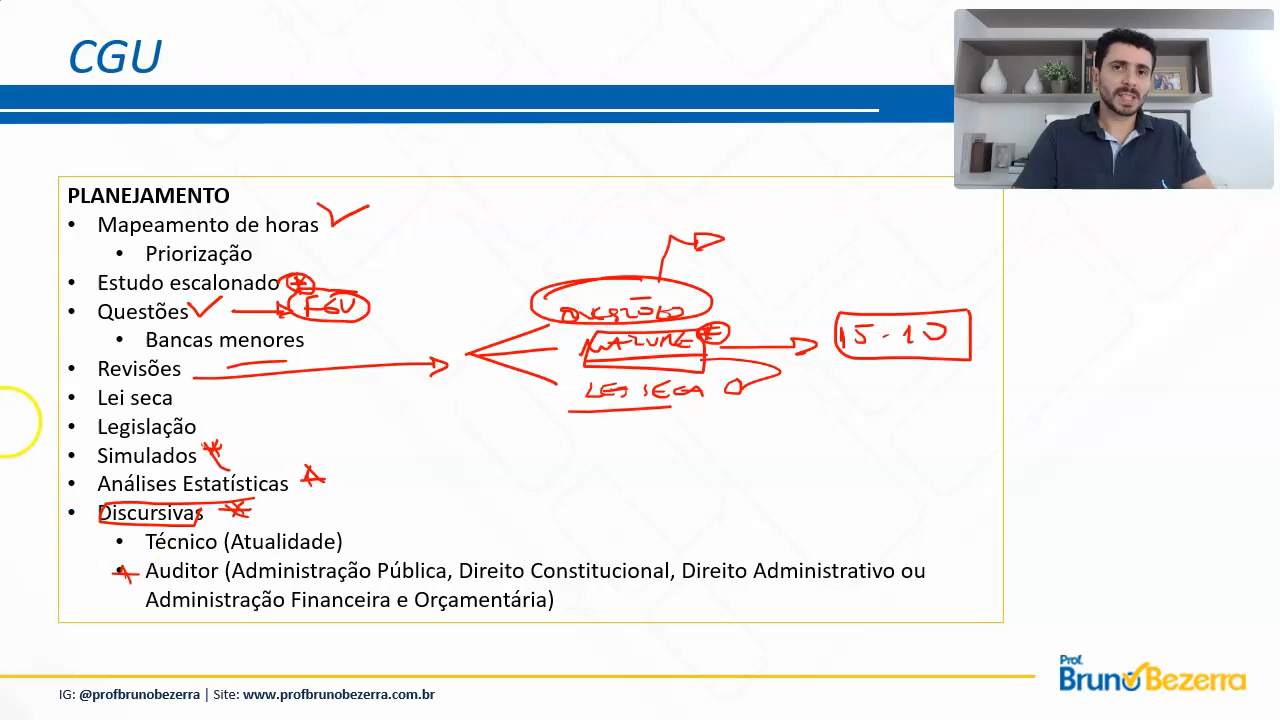 CGU
PLANEJAMENTO
• Mapeamento de horas
• Priorização
• Estudo escalonado
• Questões → FGV
• Bancas menores
• Revisões
15-10
• Lei seca
LEI SECA
• Legislação
• Simulados
• Análises Estatísticas
• Discursivas
• Técnico (Atualidade)
• Auditor (Administração Pública, Direito Constitucional, Direito Administrativo ou
Administração Financeira e Orçamentária)
IG: @profbrunobezerra | Site: www.profbrunobezerra.com.br
Prof.
Bruno Bezerra